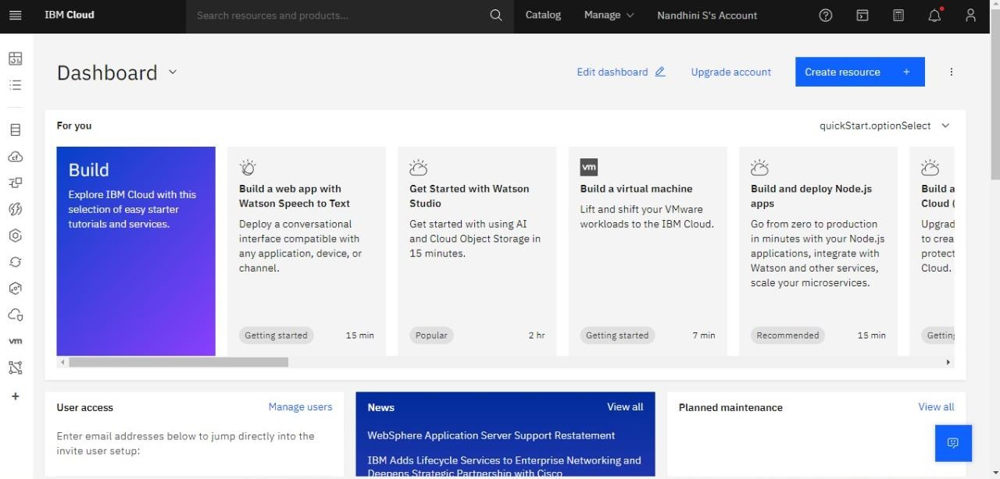 IBM Cloud
Search resources and products...
Catalog
Manage
Nandhini S's Account
Dashboard
Edit dashboard
Upgrade account
Create resource +
For you
quickStart.optionSelect
Build
Explore IBM Cloud with this
selection of easy starter
tutorials and services.
Build a web app with
Watson Speech to Text
Deploy a conversational
interface compatible with
any application, device, or
channel.
Getting started
15 min
Get Started with Watson
Studio
Get started with using AI
and Cloud Object Storage in
15 minutes.
Popular
2 hr
vm
Build a virtual machine
Lift and shift your VMware
workloads to the IBM Cloud.
Getting started
7 min
Build and deploy Node.js
apps
Go from zero to production
in minutes with your Node.js
applications, integrate with
Watson and other services,
scale your microservices.
Recommended
15 min
Build a
Cloud (
Upgrad
to crea
protect
Cloud.
Getting
cf
vm
+
User access
Manage users
Enter email addresses below to jump directly into the
invite user setup:
News
View all
WebSphere Application Server Support Restatement
IBM Adds Lifecycle Services to Enterprise Networking and
Deepens Strategic Partnership with Cisco
Planned maintenance
View all